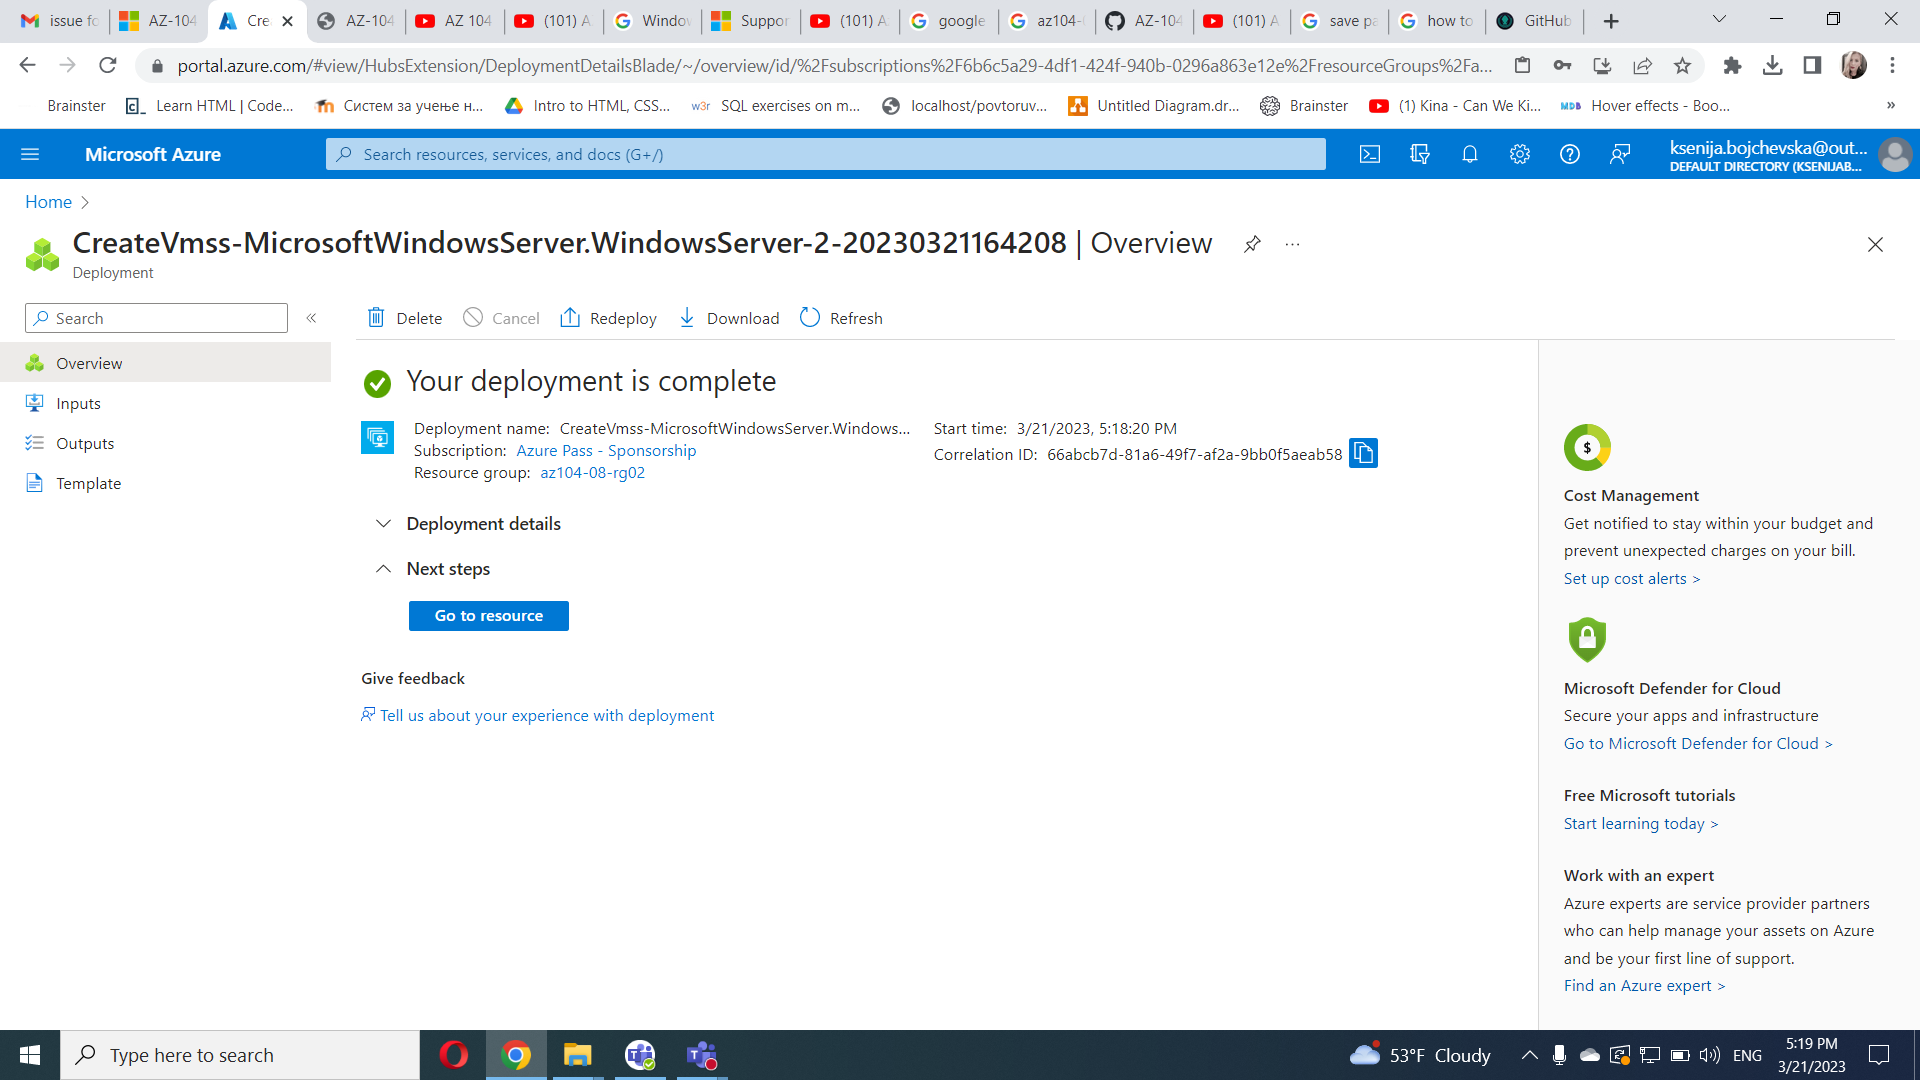 issue fo
AZ-104
Cre
AZ-104
AZ 104
(101) A
Window
Suppor
(101) A
google
az104-
AZ-104
(101) A
save pa
how to
GitHub
portal.azure.com/#view/HubsExtension/DeploymentDetailsBlade/~/overview/id/%2Fsubscriptions%2F6b6c5a29-4df1-424f-940b-0296a863e12e%2FresourceGroups%2Fa...
Brainster
Learn HTML | Code...
Систем за учење н...
Intro to HTML, CSS...
w3r SQL exercises on m...
localhost/povtoruv...
Untitled Diagram.dr...
Brainster
(1) Kina - Can We Ki...
MDB Hover effects - Boo...
»
Microsoft Azure
Search resources, services, and docs (G+/)
ksenija.bojchevska@out...
DEFAULT DIRECTORY (KSENIJAB...
Home >
CreateVmss-MicrosoftWindowsServer.WindowsServer-2-20230321164208 | Overview
Deployment
Search
«
Delete
Cancel
Redeploy
Download
Refresh
Overview
Inputs
Outputs
Template
Your deployment is complete
Deployment name: CreateVmss-MicrosoftWindowsServer.Windows...
Subscription: Azure Pass - Sponsorship
Resource group: az104-08-rg02
Start time: 3/21/2023, 5:18:20 PM
Correlation ID: 66abcb7d-81a6-49f7-af2a-9bb0f5aeab58
Deployment details
Next steps
Go to resource
Give feedback
Tell us about your experience with deployment
Cost Management
Get notified to stay within your budget and
prevent unexpected charges on your bill.
Set up cost alerts >
Microsoft Defender for Cloud
Secure your apps and infrastructure
Go to Microsoft Defender for Cloud >
Free Microsoft tutorials
Start learning today >
Work with an expert
Azure experts are service provider partners
who can help manage your assets on Azure
and be your first line of support.
Find an Azure expert >
Type here to search
53°F Cloudy
ENG
5:19 PM
3/21/2023